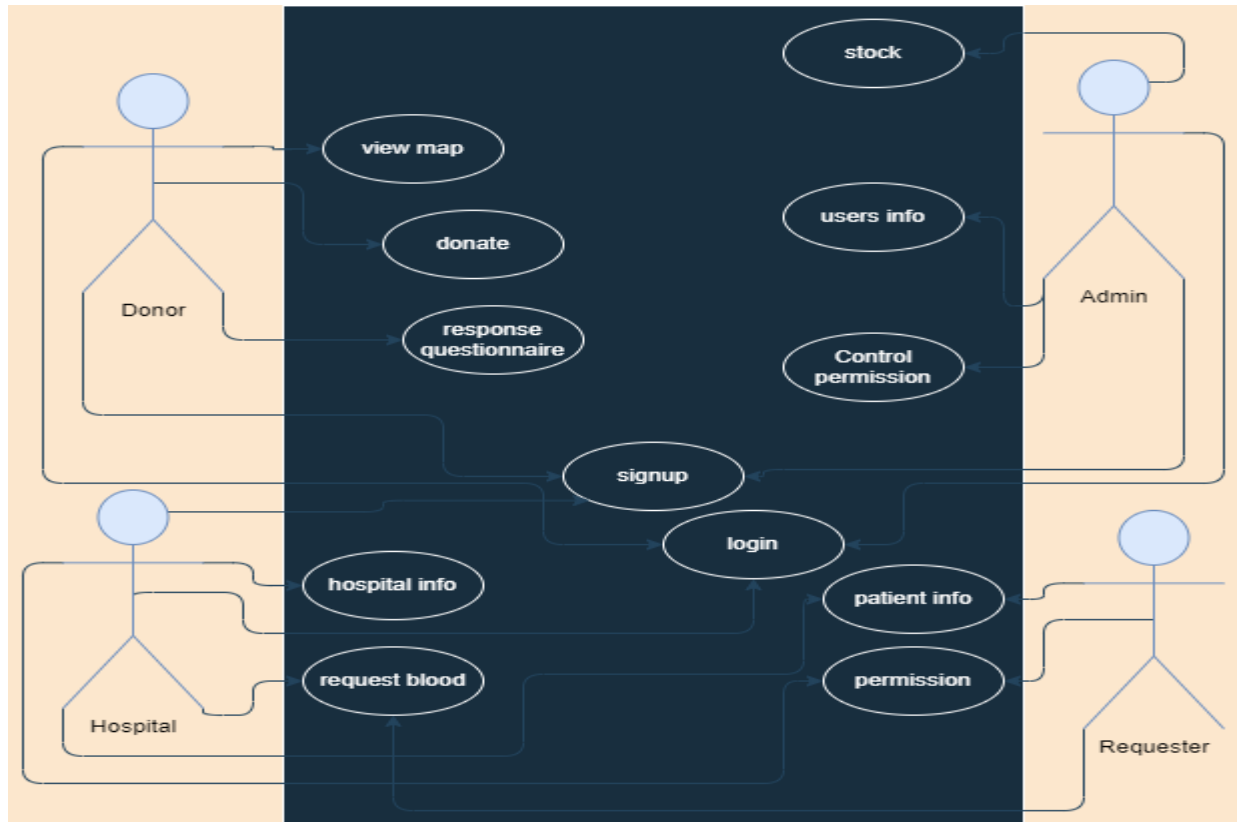 stock
view map
users info
donate
Admin
Donor
response
questionnaire
Control
permission
signup
login
hospital info
patient info
request blood
permission
Hospital
Requester